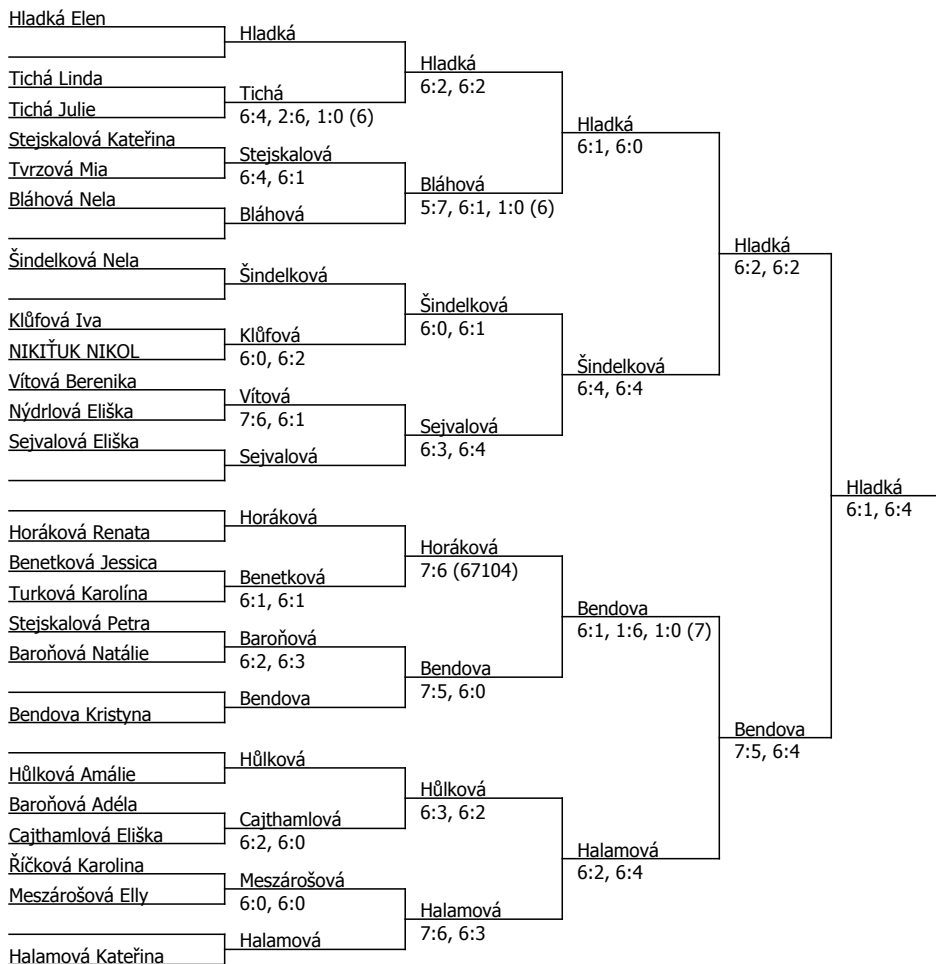 Hladká Elen
Hladká
Hladká
6:2, 6:2
Tichá Linda
Tichá
6:4, 2:6, 1:0 (6)
Tichá Julie
Hladká
6:1, 6:0
Stejskalová Kateřina
Stejskalová
6:4, 6:1
Tvrzová Mia
Bláhová
5:7, 6:1, 1:0 (6)
Bláhová Nela
Bláhová
Hladká
6:2, 6:2
Šindelková Nela
Šindelková
Šindelková
6:0, 6:1
Klůfová Iva
Klůfová
6:0, 6:2
NIKIŤUK NIKOL
Šindelková
6:4, 6:4
Vítová Berenika
Vítová
7:6, 6:1
Nýdrlová Eliška
Sejvalová
6:3, 6:4
Sejvalová Eliška
Sejvalová
Hladká
6:1, 6:4
Horáková
Horáková Renata
Horáková
7:6 (67104)
Benetková Jessica
Benetková
6:1, 6:1
Turková Karolína
Bendova
6:1, 1:6, 1:0 (7)
Stejskalová Petra
Baroňová
6:2, 6:3
Baroňová Natálie
Bendova
7:5, 6:0
Bendova
Bendova Kristyna
Bendova
7:5, 6:4
Hůlková
Hůlková Amálie
Hůlková
6:3, 6:2
Baroňová Adéla
Cajthamlová
6:2, 6:0
Cajthamlová Eliška
Halamová
6:2, 6:4
Říčková Karolina
Meszárošová
6:0, 6:0
Meszárošová Elly
Halamová
7:6, 6:3
Halamová
Halamová Kateřina